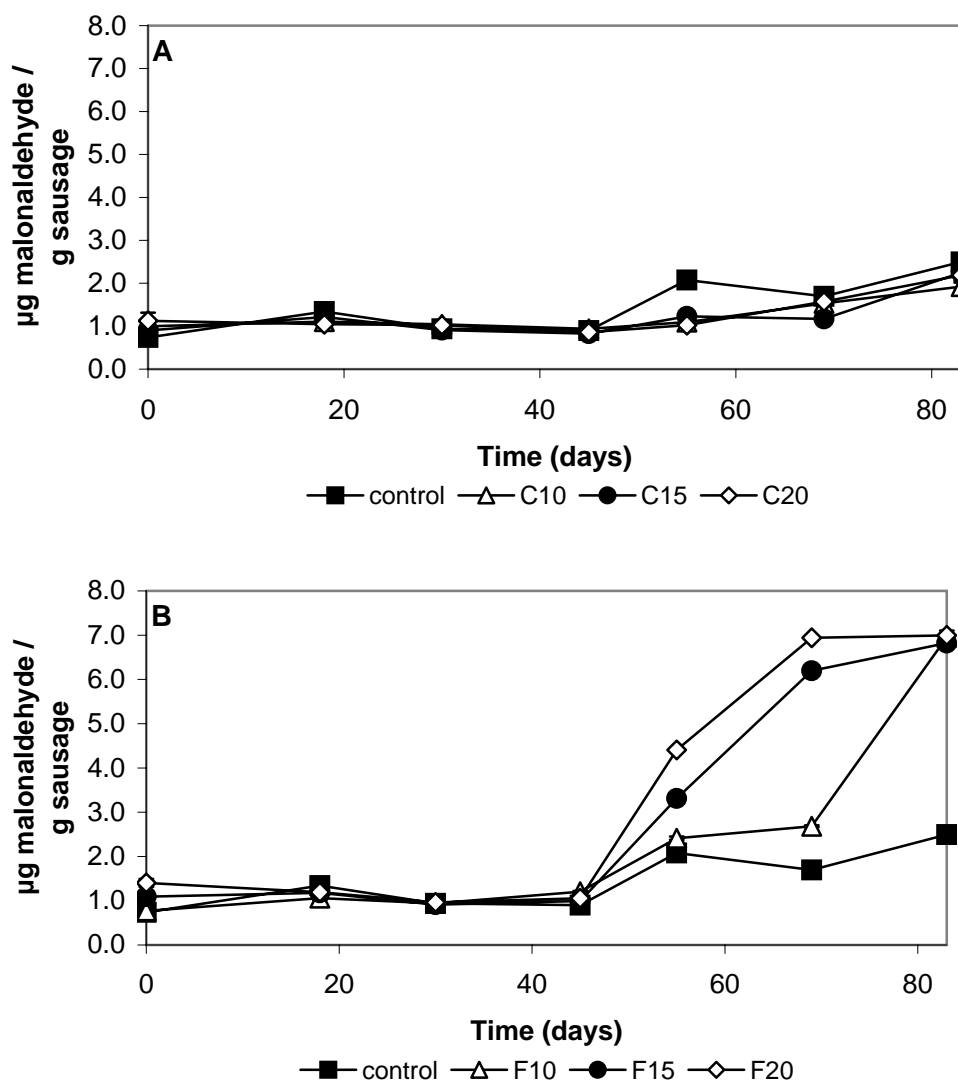 A
8.0
7.0
6.0
5.0
4.0
3.0
2.0
1.0
0.0
µg malonaldehyde /
g sausage
0 20 40 60 80
Time (days)
control C10 C15 C20
B
8.0
7.0
6.0
5.0
4.0
3.0
2.0
1.0
0.0
µg malonaldehyde /
g sausage
0 20 40 60 80
Time (days)
control F10 F15 F20